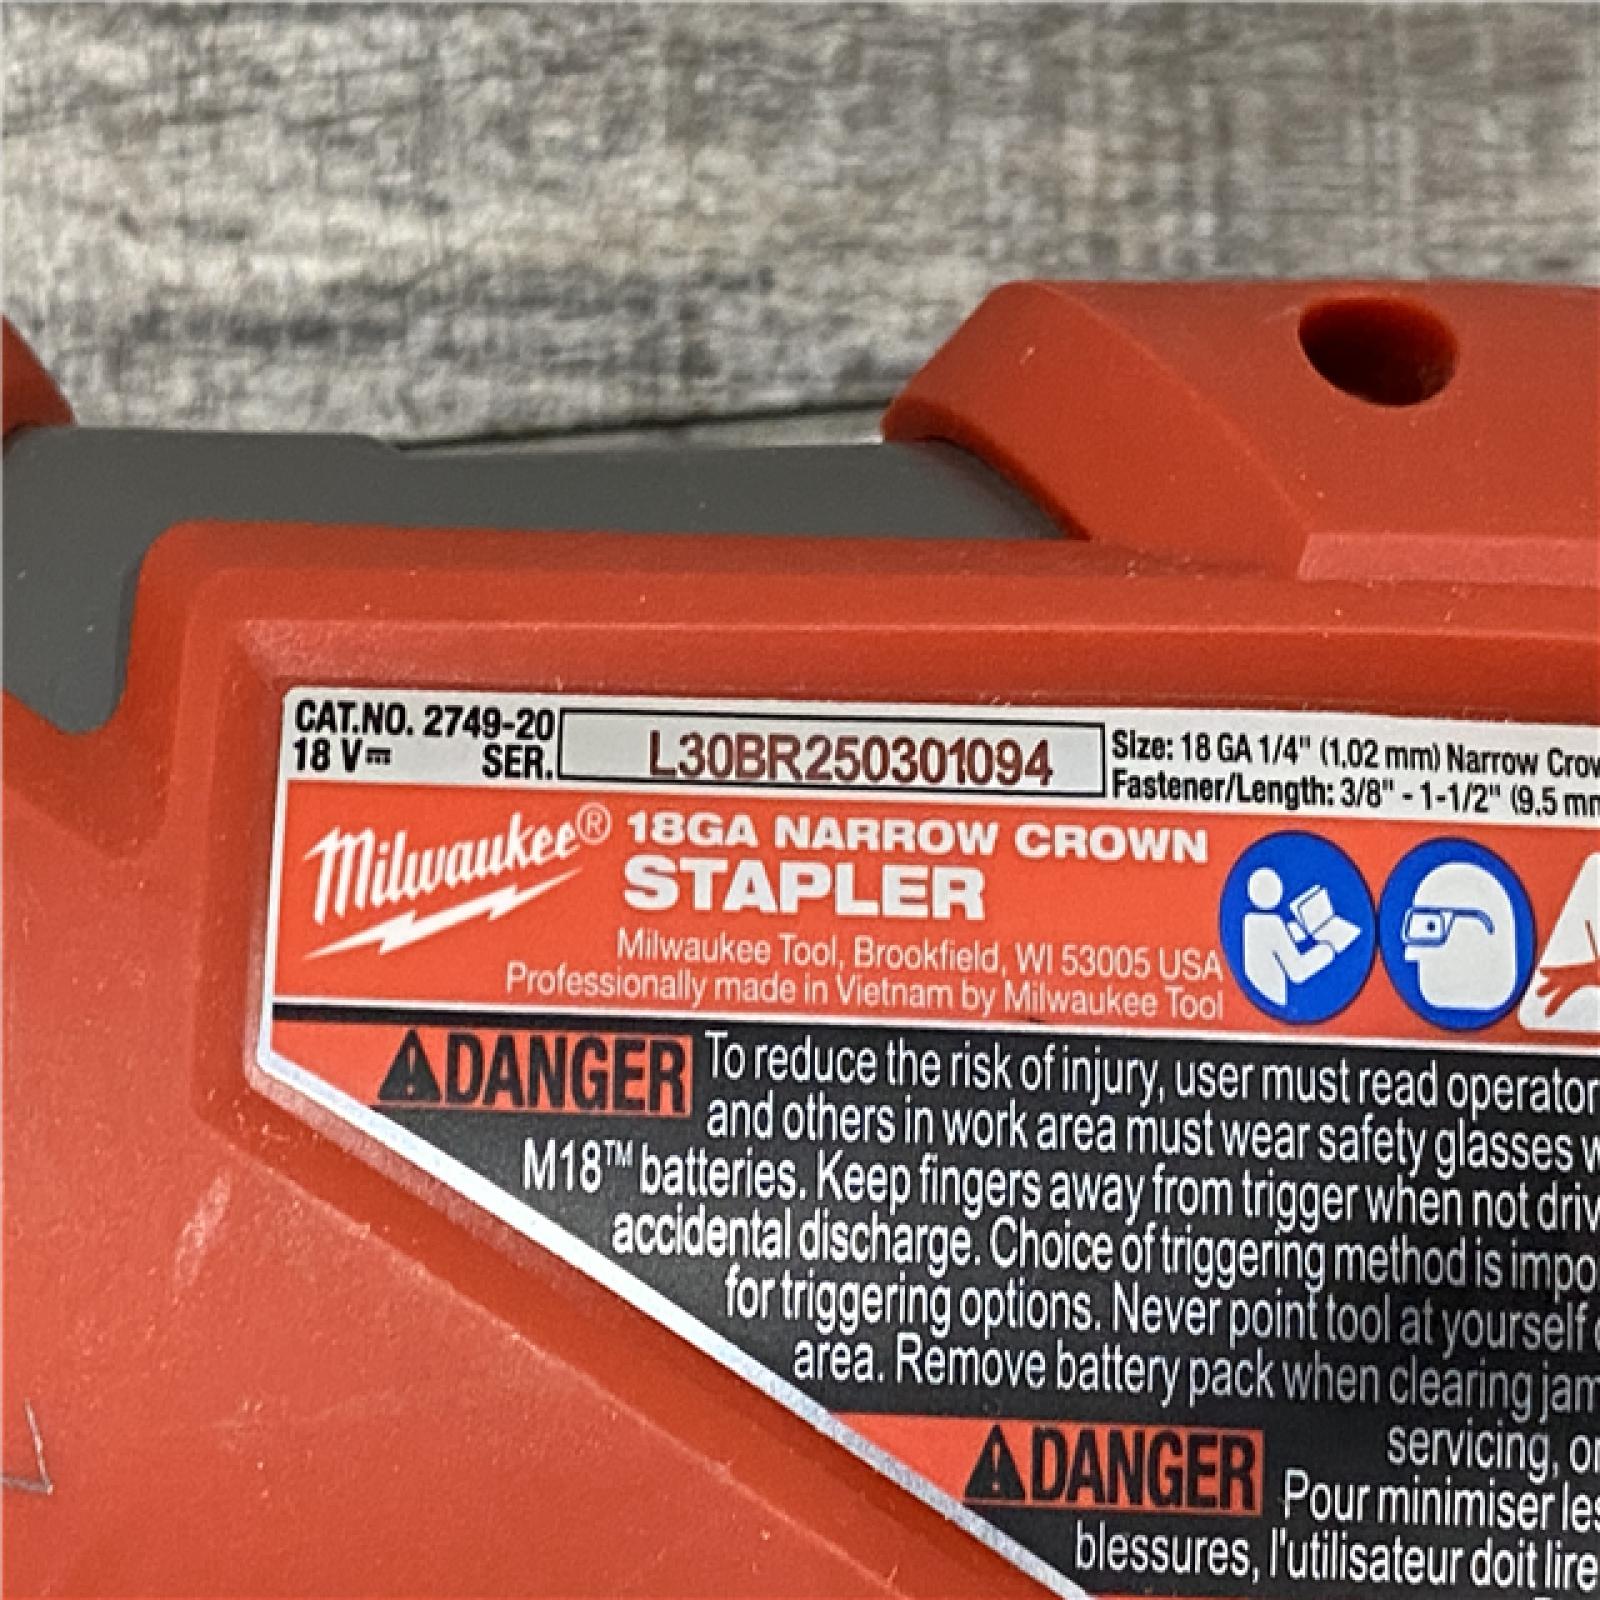 CAT.NO. 2749-20
18 V⎓ SER. L30BR250301094
Size: 18 GA 1/4" (1,02 mm) Narrow
Fastener/Length: 3/8" - 1-1/2" (9.5
Milwaukee® 18GA NARROW CROWN
STAPLER
Milwaukee Tool, Brookfield, WI 53005 USA
Professionally made in Vietnam by Milwaukee Tool
DANGER To reduce the risk of injury, user must read operator
and others in work area must wear safety glasses
M18™ batteries. Keep fingers away from trigger when not
accidental discharge. Choice of triggering method is
for triggering options. Never point tool at yourself
area. Remove battery pack when clearing
servicing,
DANGER Pour minimiser
blessures, l'utilisateur doit lire